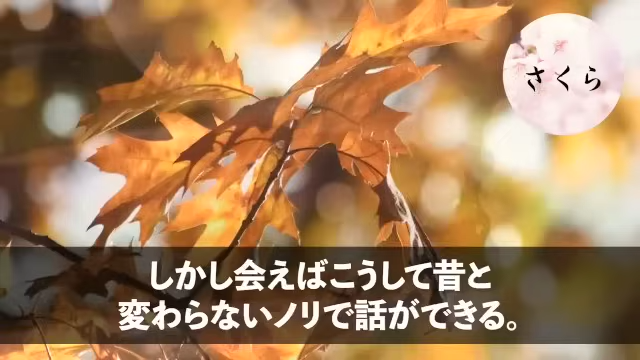 さくら
しかし会えばこうして昔と
変わらないノリで話ができる。